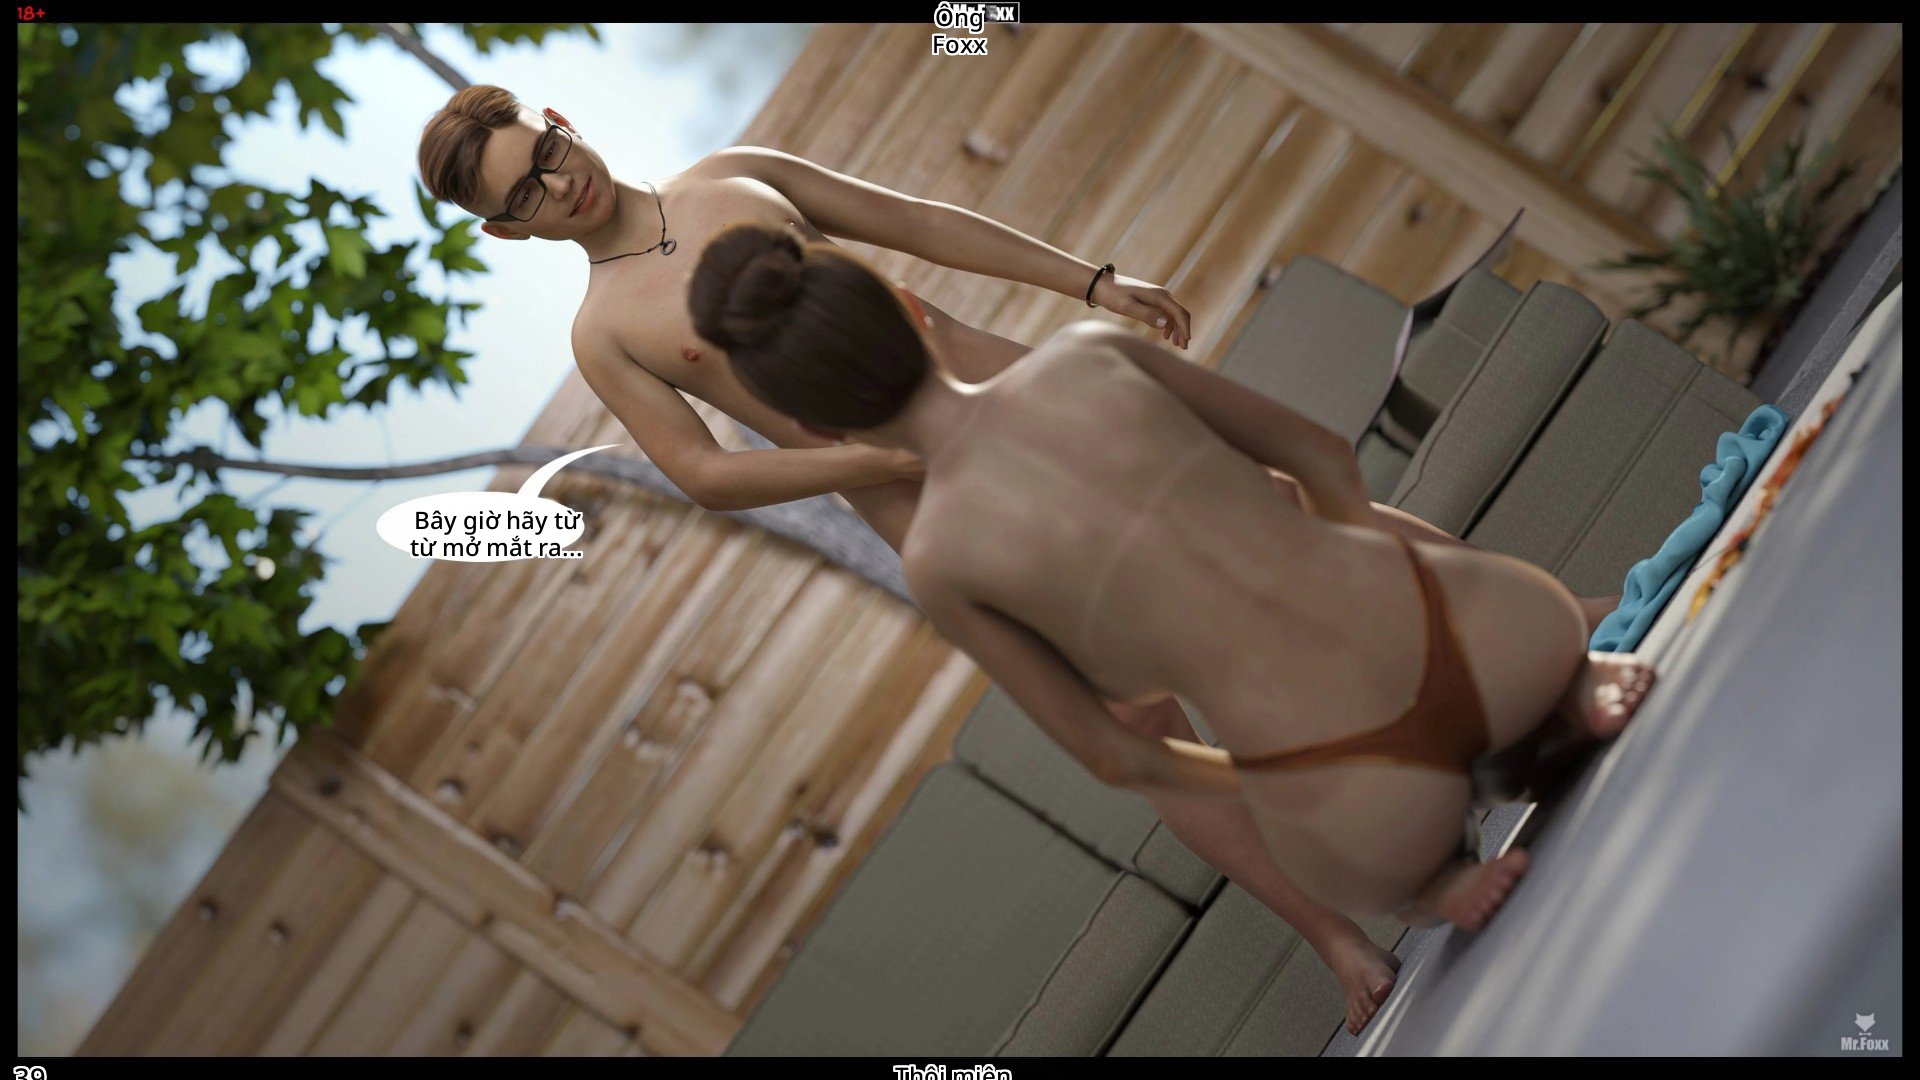 18+
Ông
Foxx
Bây giờ hãy từ
từ mở mắt ra...
Mr.Foxx
39
Thôi miên